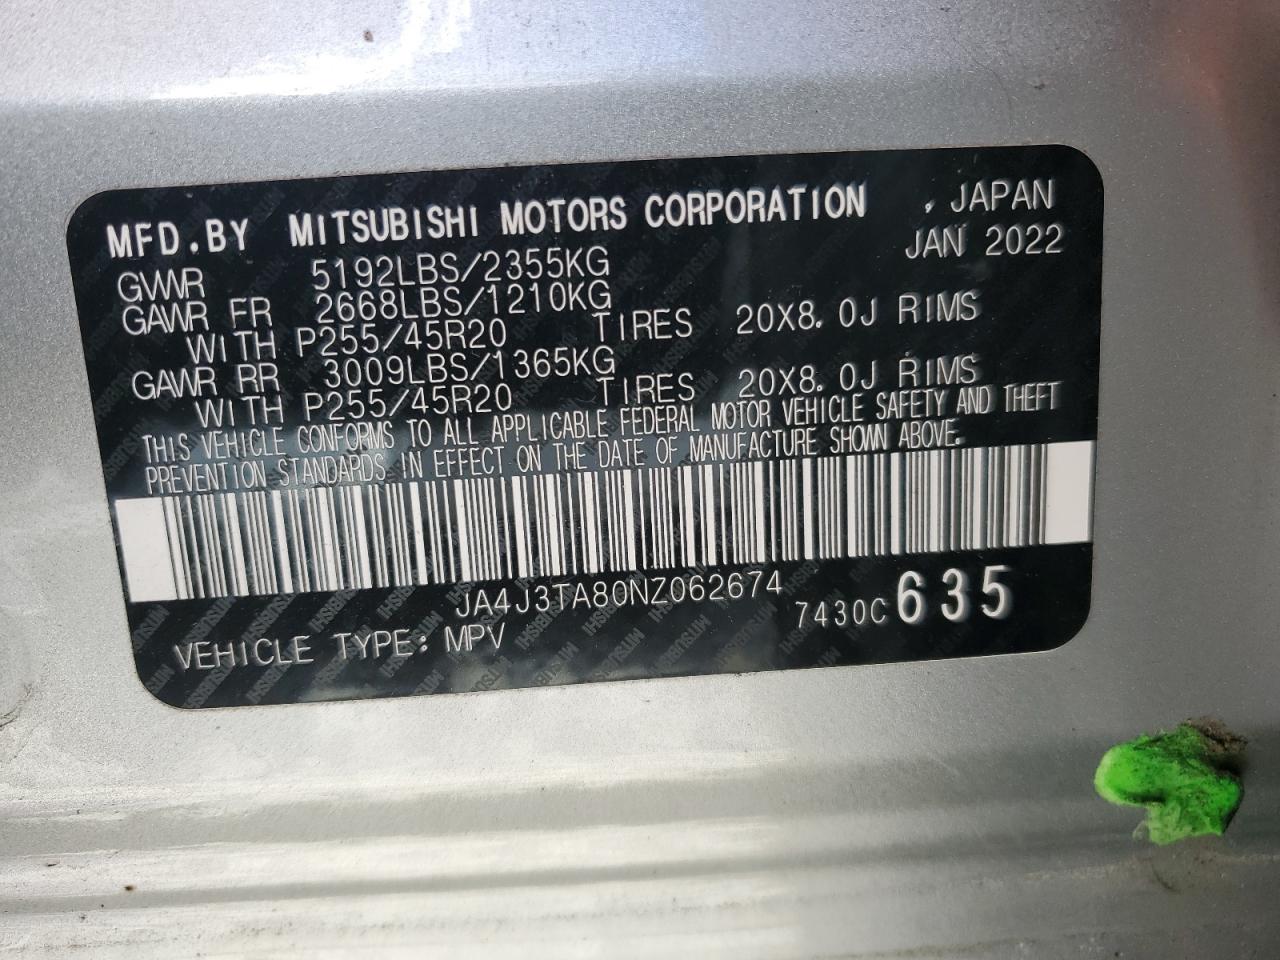 MFD.BY MITSUBISHI MOTORS CORPORATION , JAPAN
JAN 2022
GVWR 5192LBS/2355KG
GAWR FR 2668LBS/1210KG
WITH P255/45R20 TIRES 20X8.0J RIMS
GAWR RR 3009LBS/1365KG
WITH P255/45R20 TIRES 20X8.0J RIMS
THIS VEHICLE CONFORMS TO ALL APPLICABLE FEDERAL MOTOR VEHICLE SAFETY AND THEFT
PREVENTION STANDARDS IN EFFECT ON THE DATE OF MANUFACTURE SHOWN ABOVE.
JA4J3TA80NZ062674
7430C 635
VEHICLE TYPE: MPV